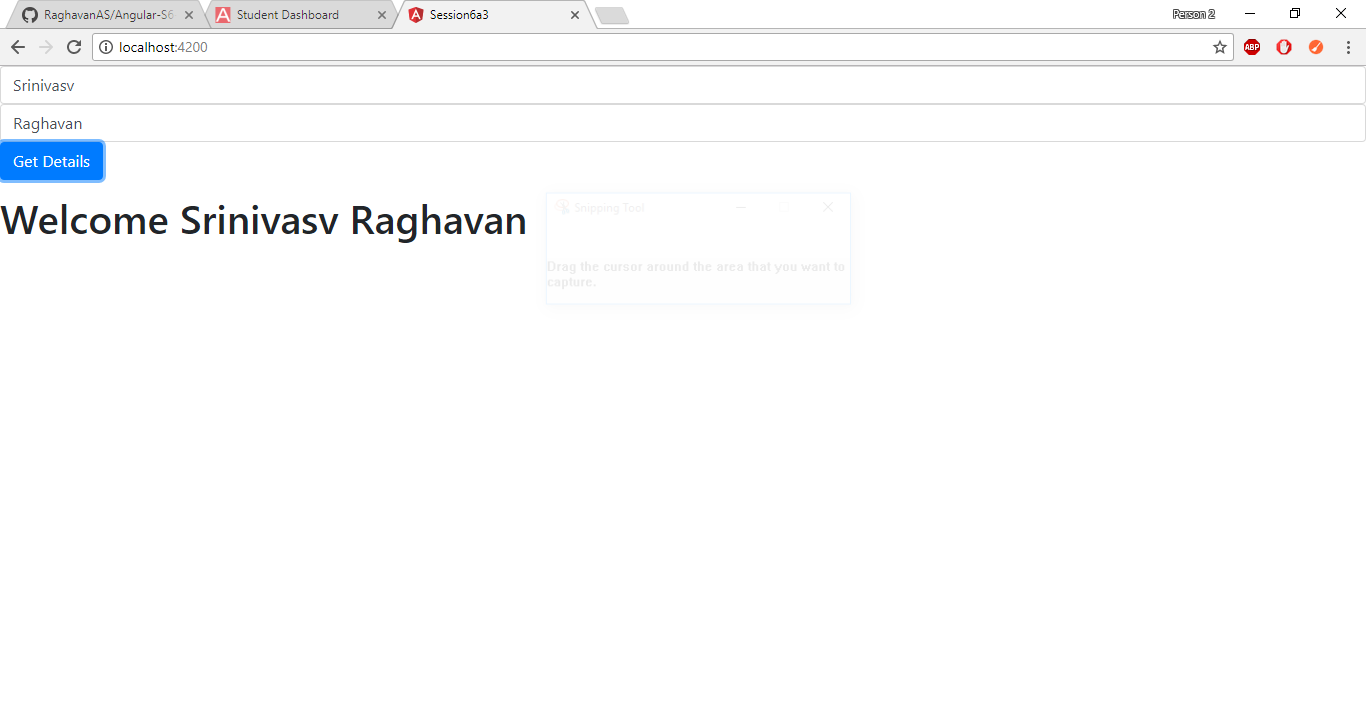 RaghavanAS/Angular-S6
Student Dashboard
Session6a3
Person 2
localhost:4200
ABP
Srinivasv
Raghavan
Get Details
Welcome Srinivasv Raghavan
Snipping Tool
Drag the cursor around the area that you want to
capture.